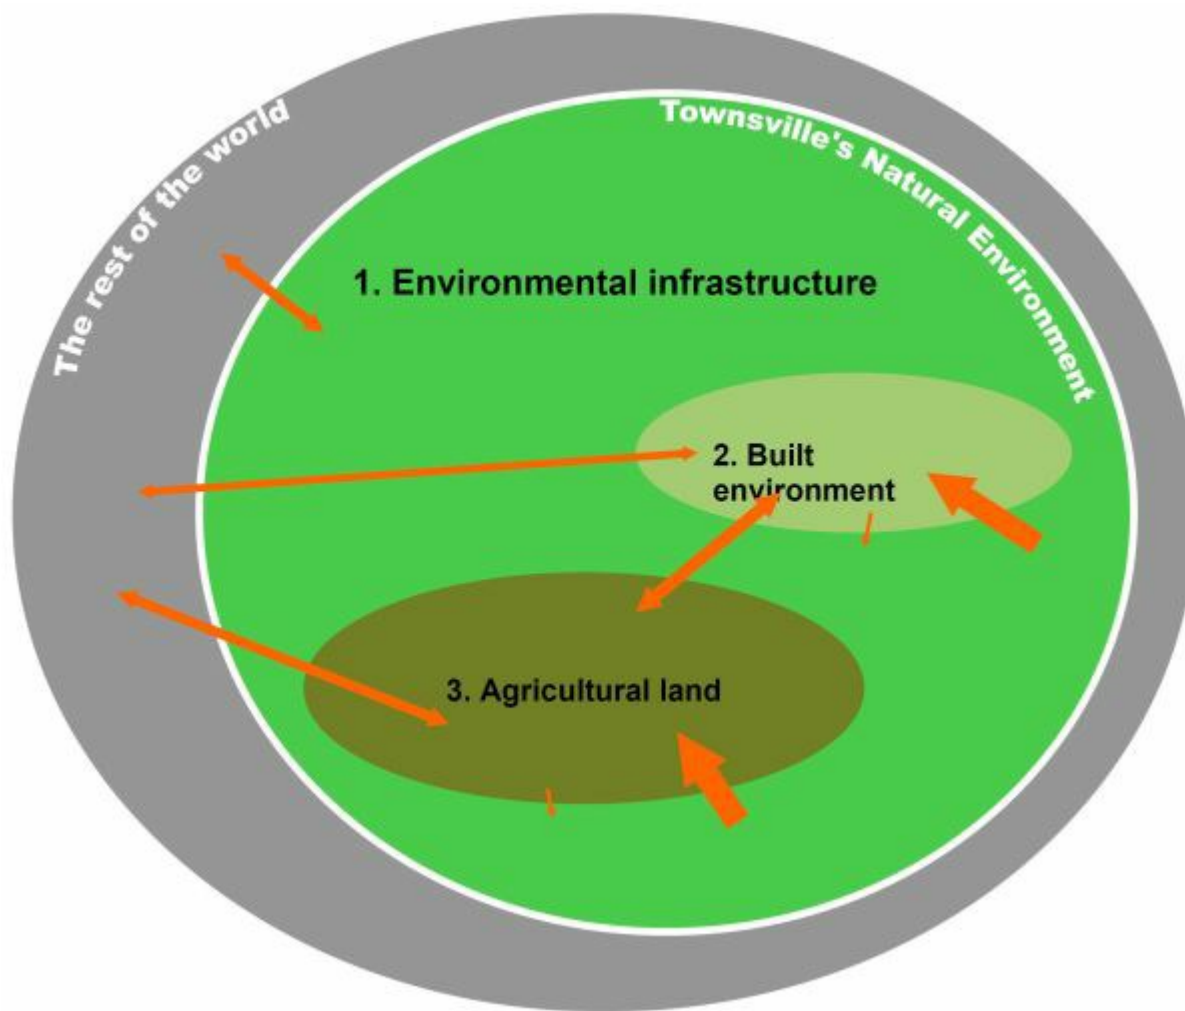 The rest of the world
Townsville's Natural Environment
1. Environmental infrastructure
2. Built
environment
3. Agricultural land